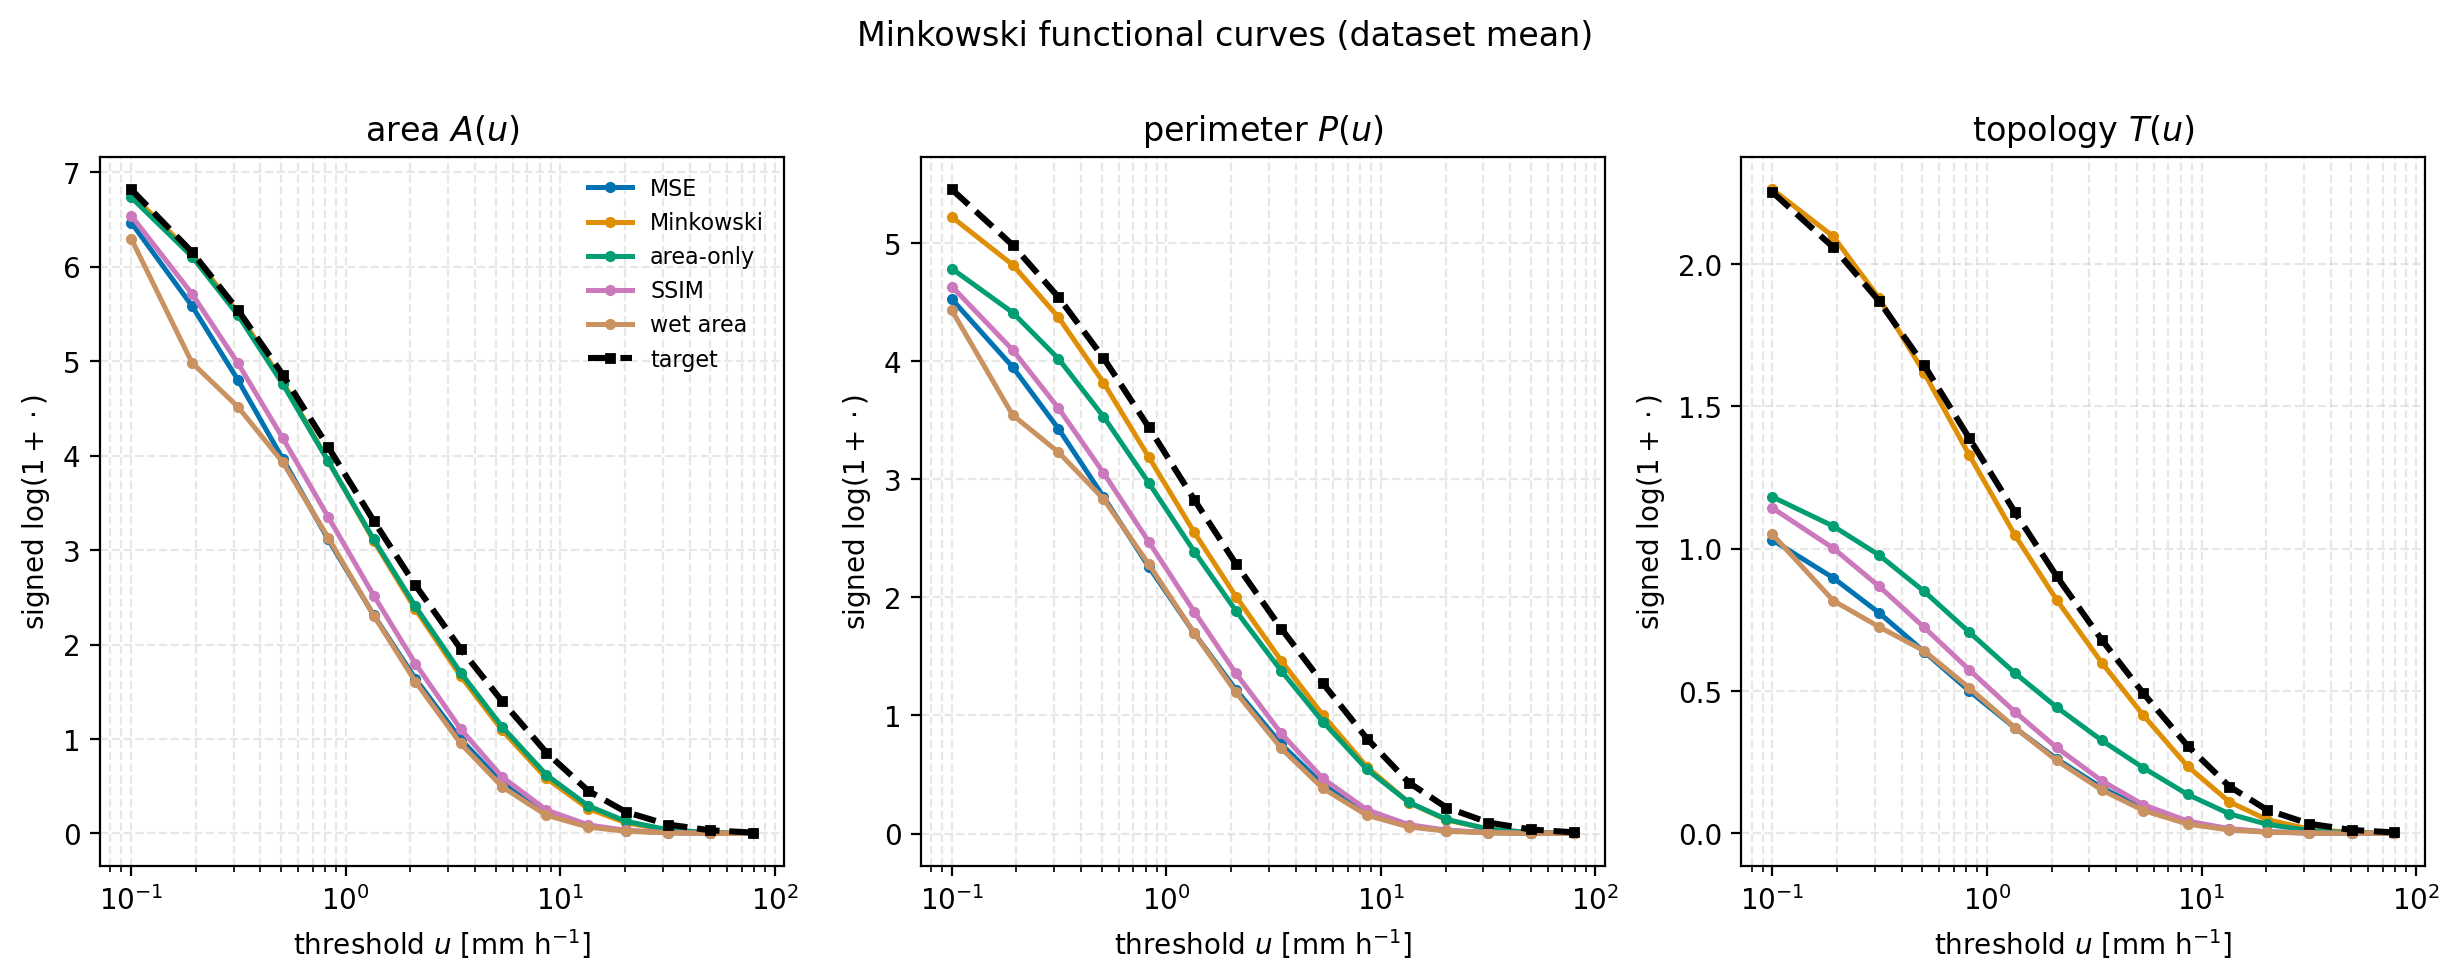 Minkowski functional curves (dataset mean)
area A(u)
signed log(1 + · )
7
6
5
4
3
2
1
0
MSE
Minkowski
area-only
SSIM
wet area
target
10⁻¹ 10⁰ 10¹ 10²
threshold u [mm h⁻¹]
perimeter P(u)
signed log(1 + · )
5
4
3
2
1
0
10⁻¹ 10⁰ 10¹ 10²
threshold u [mm h⁻¹]
topology T(u)
signed log(1 + · )
2.0
1.5
1.0
0.5
0.0
10⁻¹ 10⁰ 10¹ 10²
threshold u [mm h⁻¹]